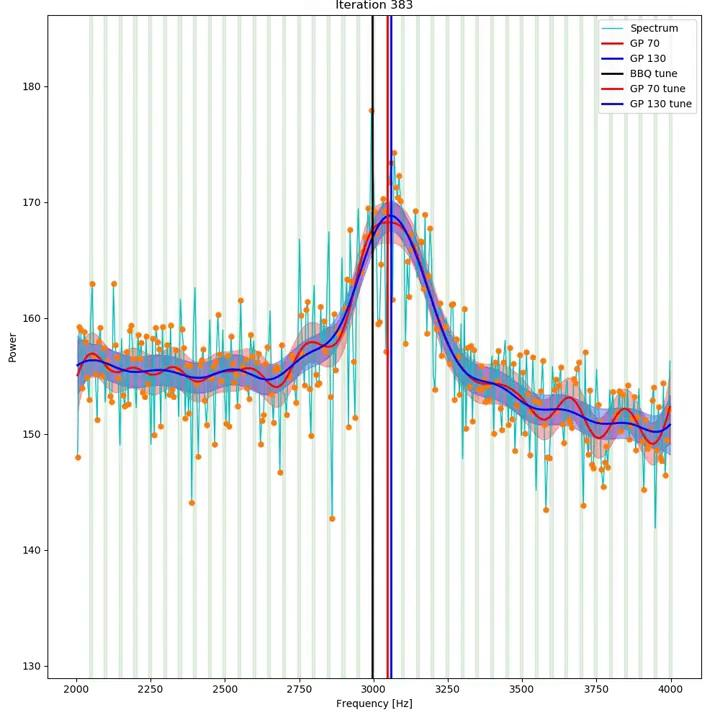 Iteration 383
Spectrum
GP 70
GP 130
BBQ tune
GP 70 tune
GP 130 tune
180
170
160
150
140
130
Power
2000 2250 2500 2750 3000 3250 3500 3750 4000
Frequency [Hz]